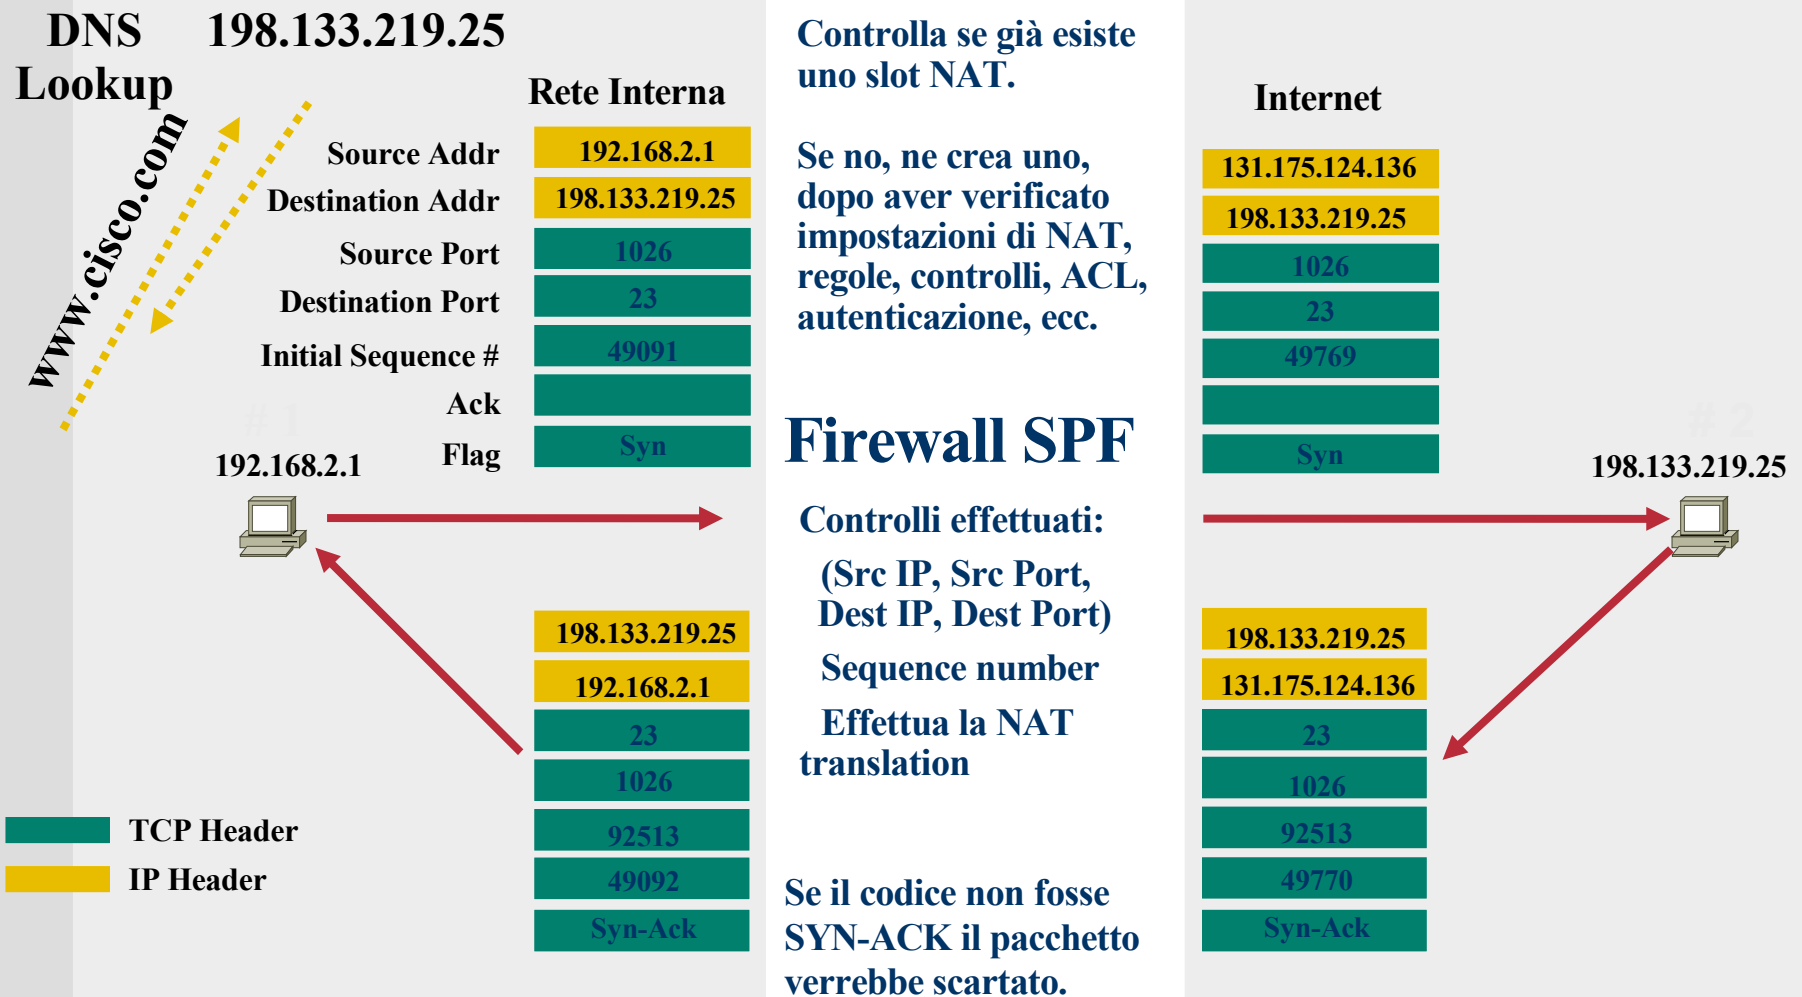 DNS
Lookup
198.133.219.25
www.cisco.com
Rete Interna
Source Addr
192.168.2.1
Destination Addr
198.133.219.25
Source Port
1026
Destination Port
23
Initial Sequence #
49091
Ack
Flag
Syn
# 1
192.168.2.1
Controlla se già esiste
uno slot NAT.
Se no, ne crea uno,
dopo aver verificato
impostazioni di NAT,
regole, controlli, ACL,
autenticazione, ecc.
Firewall SPF
Controlli effettuati:
(Src IP, Src Port,
Dest IP, Dest Port)
Sequence number
Effettua la NAT
translation
Se il codice non fosse
SYN-ACK il pacchetto
verrebbe scartato.
Internet
131.175.124.136
198.133.219.25
1026
23
49769
Syn
# 2
198.133.219.25
198.133.219.25
192.168.2.1
23
1026
92513
49092
Syn-Ack
198.133.219.25
131.175.124.136
23
1026
92513
49770
Syn-Ack
TCP Header
IP Header